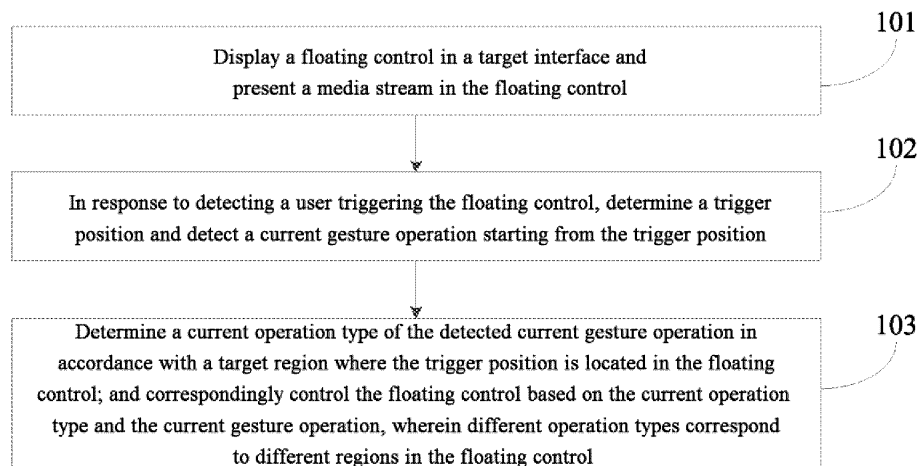 101
Display a floating control in a target interface and
present a media stream in the floating control
102
In response to detecting a user triggering the floating control, determine a trigger
position and detect a current gesture operation starting from the trigger position
103
Determine a current operation type of the detected current gesture operation in
accordance with a target region where the trigger position is located in the floating
control; and correspondingly control the floating control based on the current operation
type and the current gesture operation, wherein different operation types correspond
to different regions in the floating control